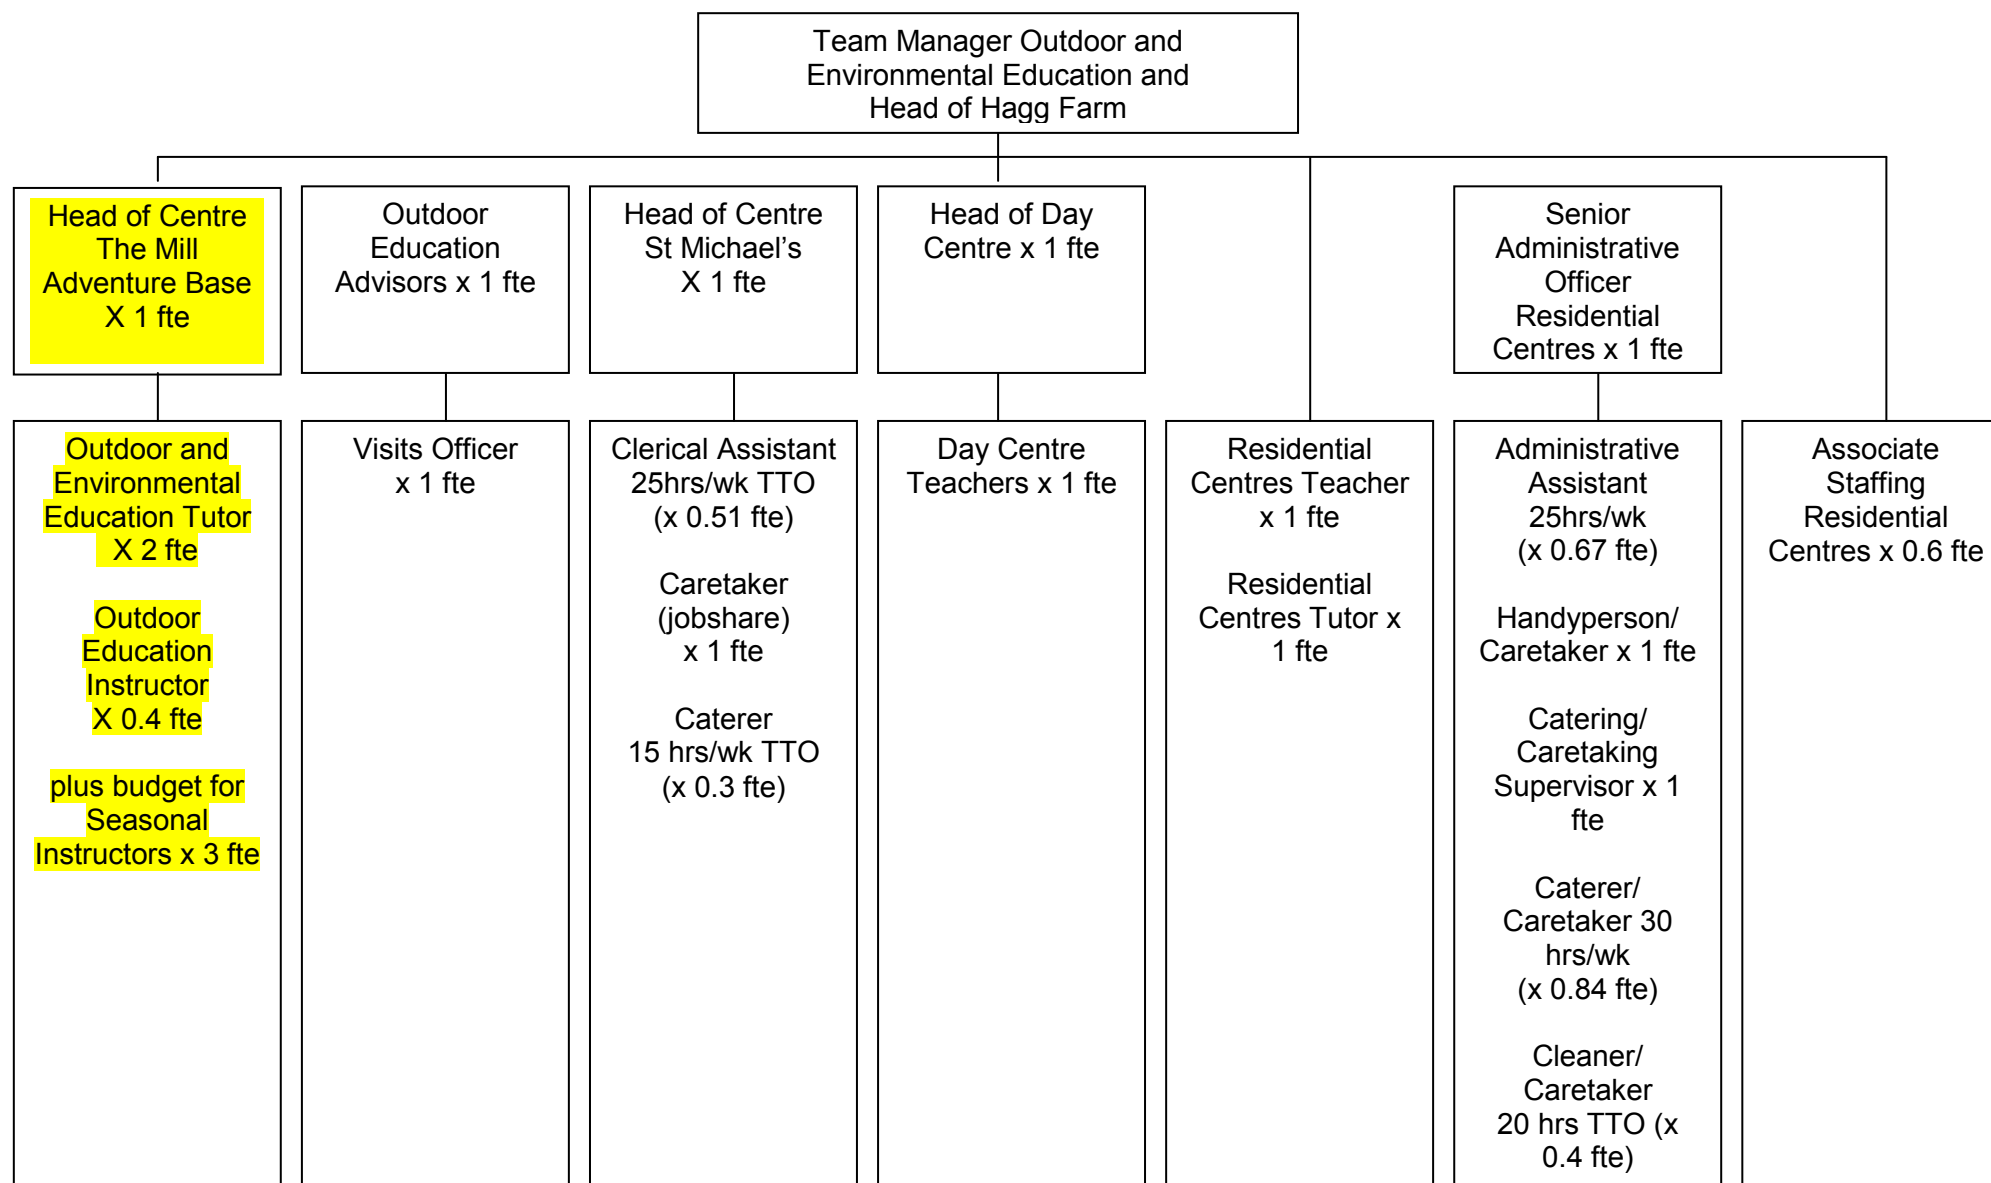 Team Manager Outdoor and
Environmental Education and
Head of Hagg Farm
Head of Centre
The Mill
Adventure Base
X 1 fte
Outdoor
Education
Advisors x 1 fte
Head of Centre
St Michael’s
X 1 fte
Head of Day
Centre x 1 fte
Senior
Administrative
Officer
Residential
Centres x 1 fte
Outdoor and
Environmental
Education Tutor
X 2 fte
Outdoor
Education
Instructor
X 0.4 fte
plus budget for
Seasonal
Instructors x 3 fte
Visits Officer
x 1 fte
Clerical Assistant
25hrs/wk TTO
(x 0.51 fte)
Caretaker
(jobshare)
x 1 fte
Caterer
15 hrs/wk TTO
(x 0.3 fte)
Day Centre
Teachers x 1 fte
Residential
Centres Teacher
x 1 fte
Residential
Centres Tutor x
1 fte
Administrative
Assistant
25hrs/wk
(x 0.67 fte)
Handyperson/
Caretaker x 1 fte
Catering/
Caretaking
Supervisor x 1
fte
Caterer/
Caretaker 30
hrs/wk
(x 0.84 fte)
Cleaner/
Caretaker
20 hrs TTO (x
0.4 fte)
Associate
Staffing
Residential
Centres x 0.6 fte